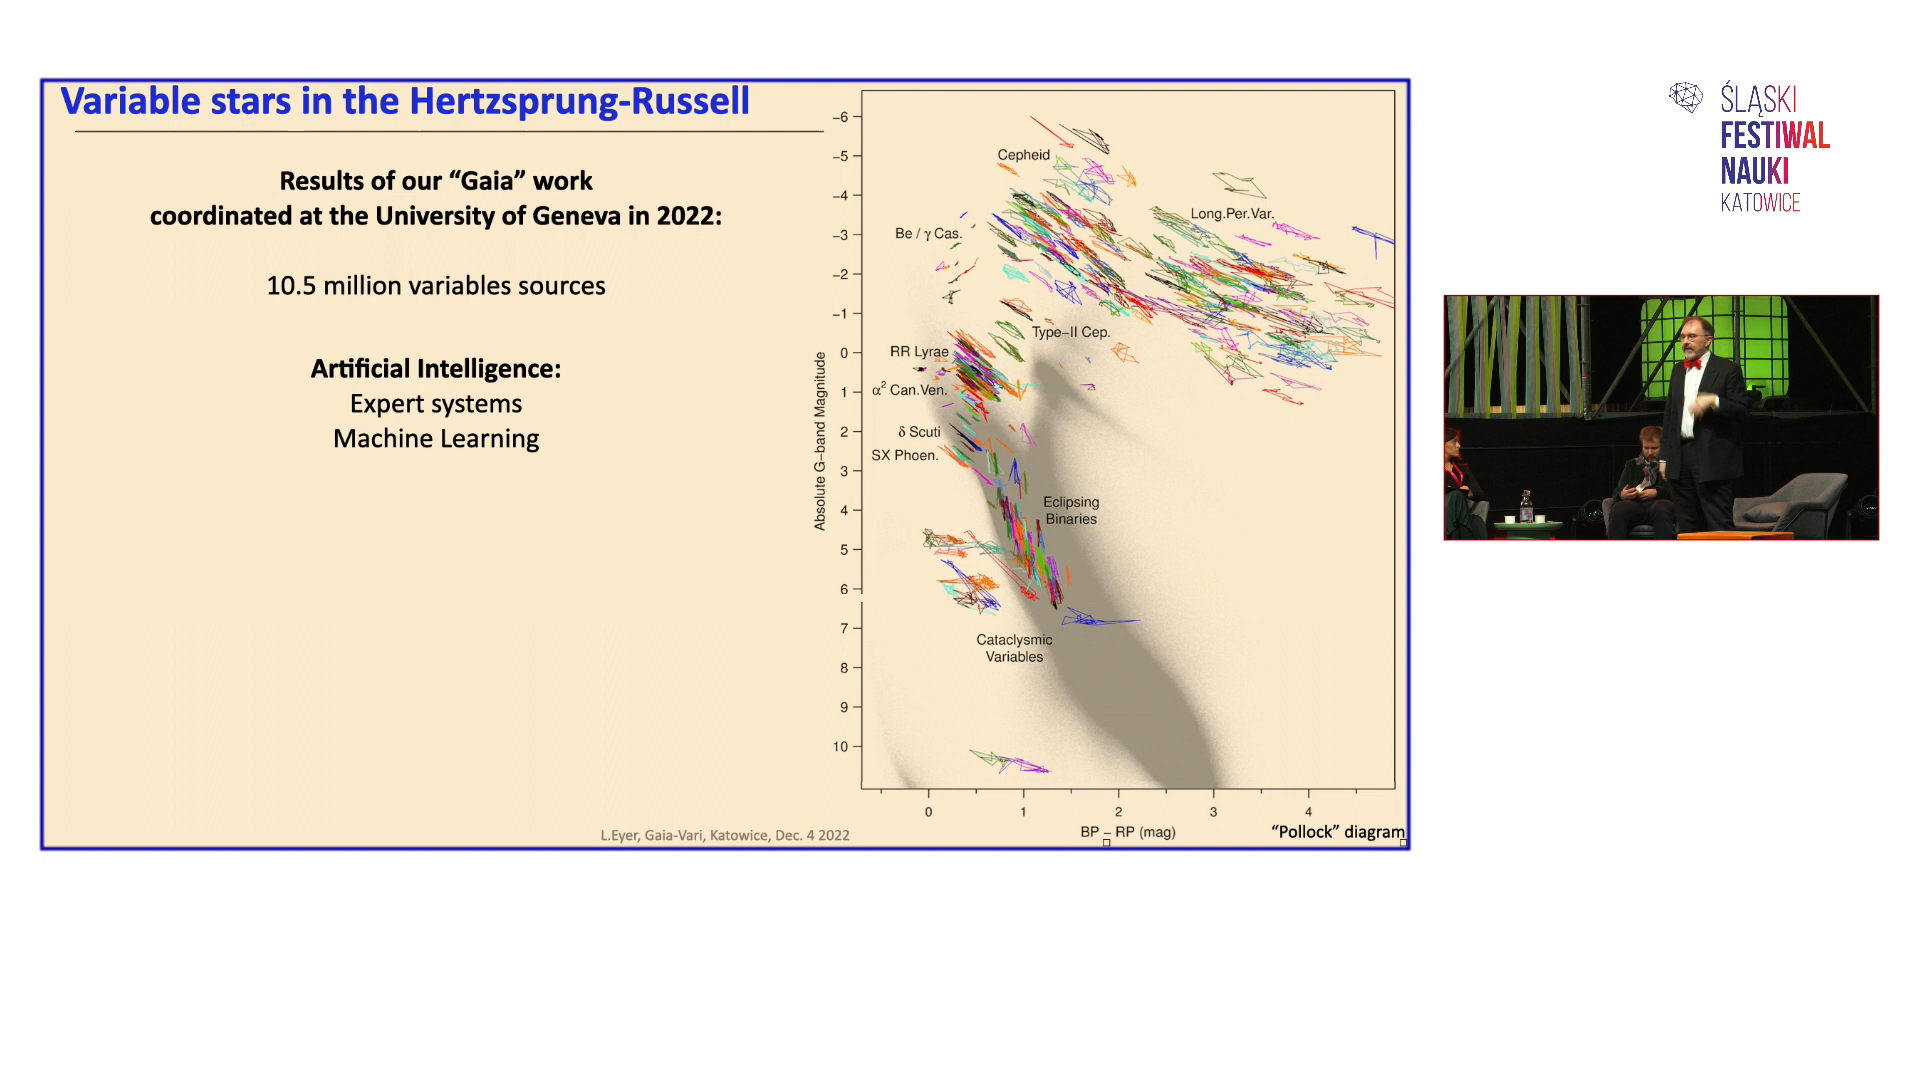 Variable stars in the Hertzsprung-Russell
Results of our “Gaia” work
coordinated at the University of Geneva in 2022:
10.5 million variables sources
Artificial Intelligence:
Expert systems
Machine Learning
L.Eyer, Gaia-Vari, Katowice, Dec. 4 2022
Absolute G−band Magnitude
−6
−5
−4
−3
−2
−1
0
1
2
3
4
5
6
7
8
9
10
Cepheid
Long.Per.Var.
Be / γ Cas.
Type−II Cep.
RR Lyrae
α² Can.Ven.
δ Scuti
SX Phoen.
Eclipsing
Binaries
Cataclysmic
Variables
0 1 2 3 4
BP − RP (mag)
“Pollock” diagram
ŚLĄSKI
FESTIWAL
NAUKI
KATOWICE